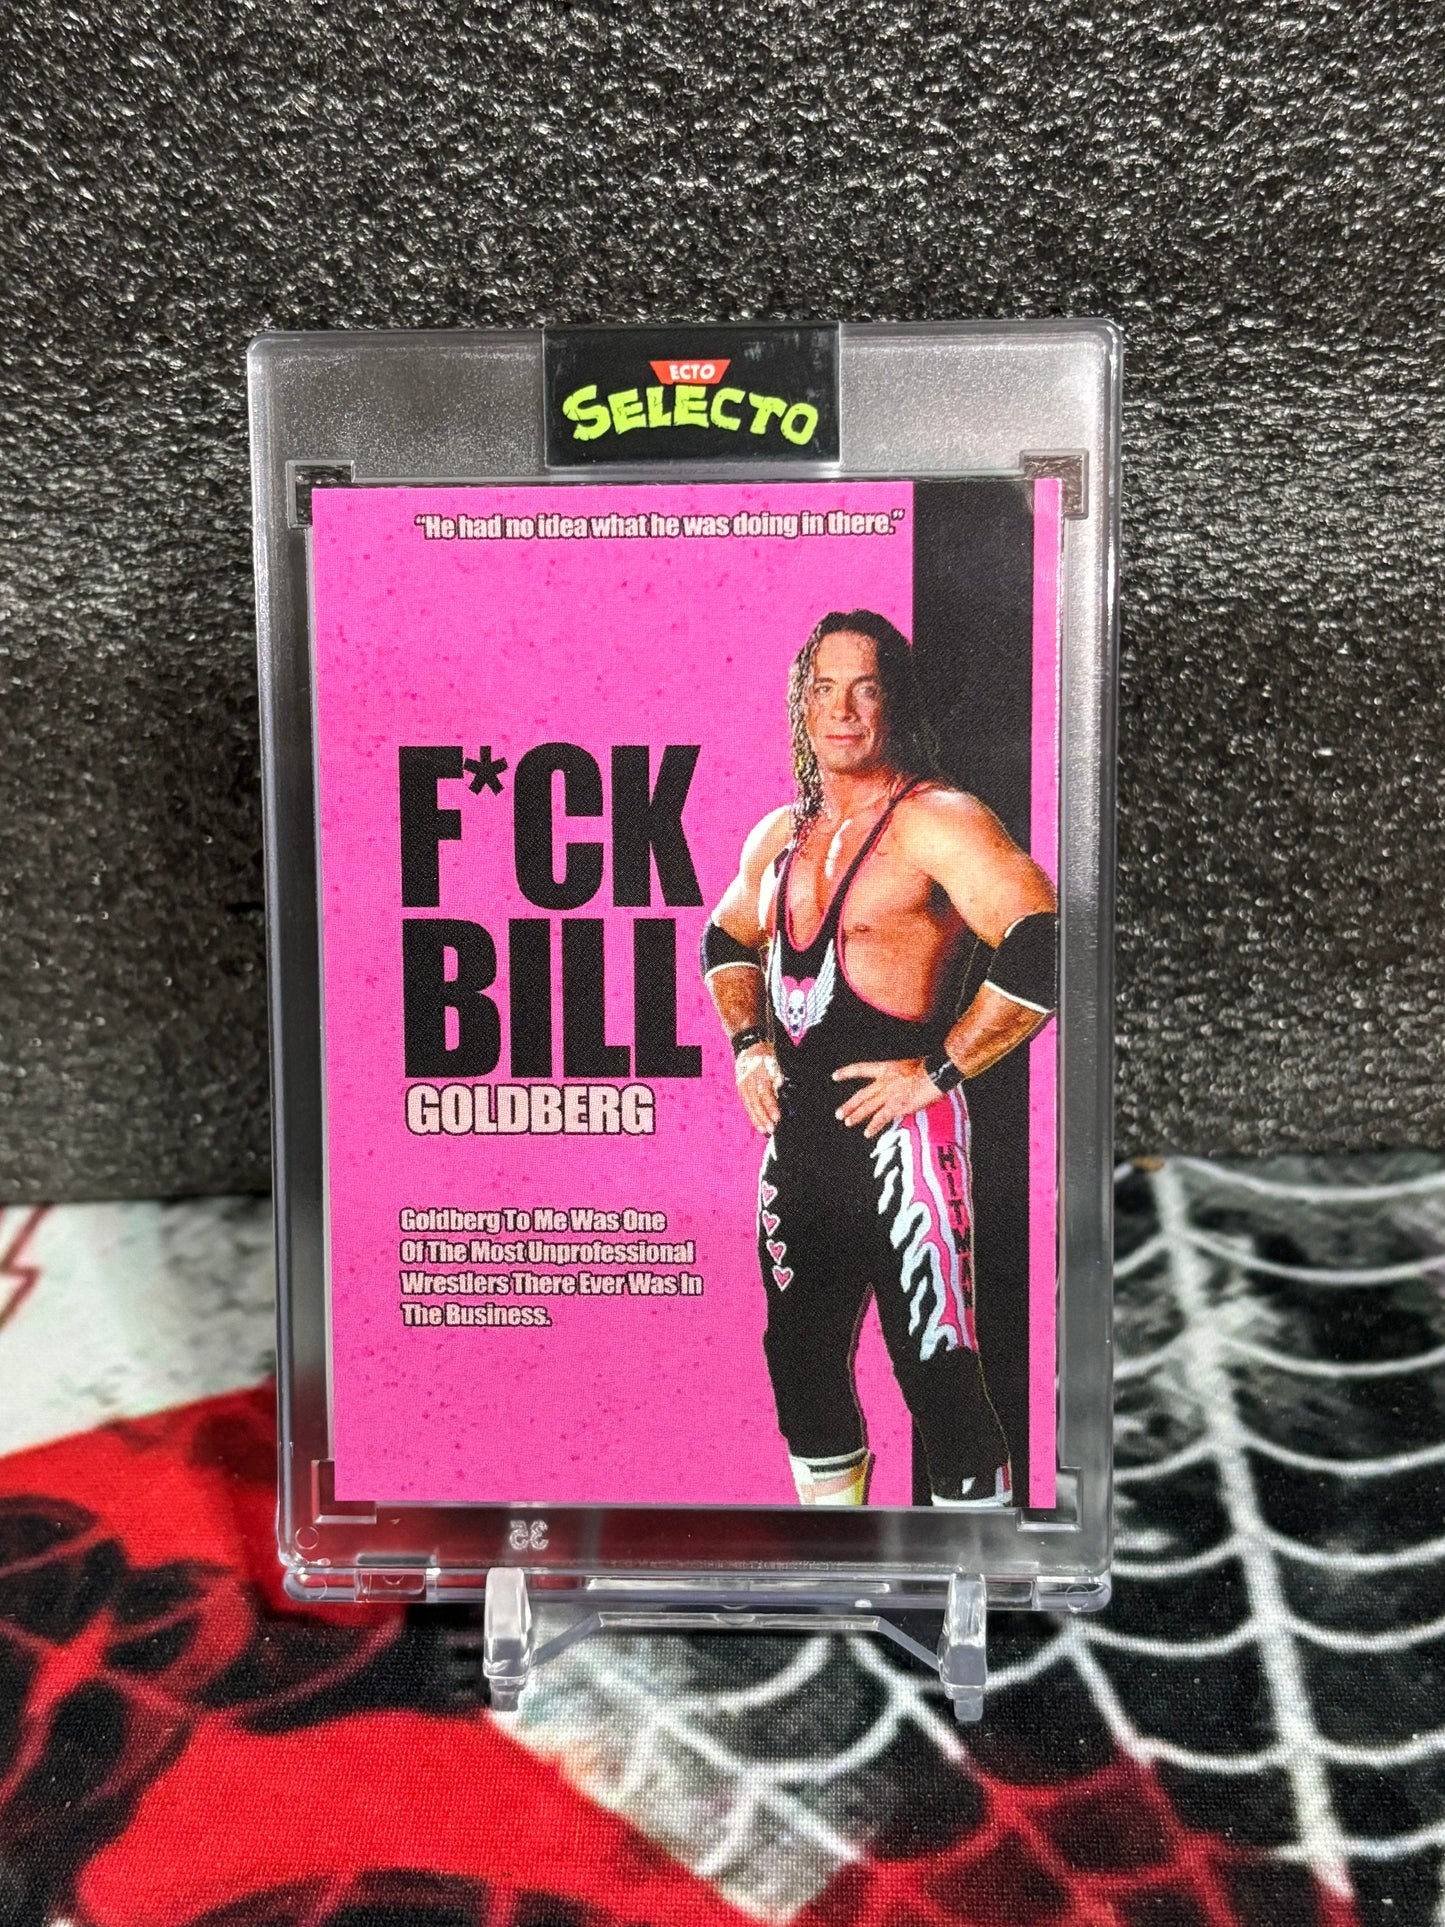 ECTO
SELECTO
"He had no idea what he was doing in there."
F*CK
BILL
GOLDBERG
Goldberg To Me Was One
Of The Most Unprofessional
Wrestlers There Ever Was In
The Business.
HITMAN
35